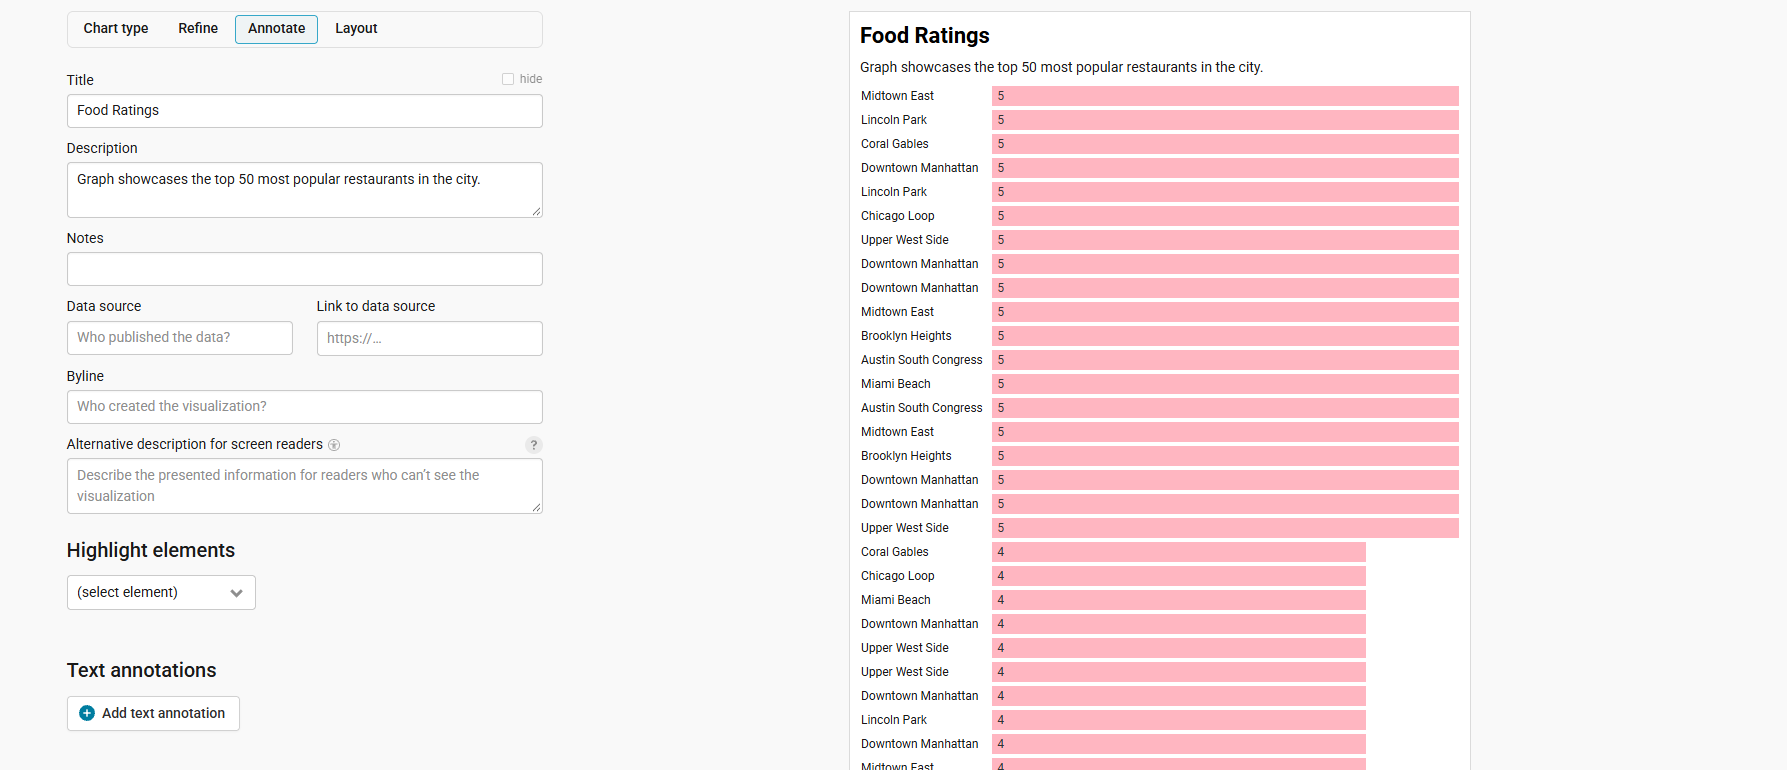 Chart type Refine Annotate Layout
Title hide
Food Ratings
Description
Graph showcases the top 50 most popular restaurants in the city.
Notes
Data source Link to data source
Who published the data? https://...
Byline
Who created the visualization?
Alternative description for screen readers ?
Describe the presented information for readers who can't see the
visualization
Highlight elements
(select element)
Text annotations
Add text annotation
Food Ratings
Graph showcases the top 50 most popular restaurants in the city.
Midtown East 5
Lincoln Park 5
Coral Gables 5
Downtown Manhattan 5
Lincoln Park 5
Chicago Loop 5
Upper West Side 5
Downtown Manhattan 5
Downtown Manhattan 5
Midtown East 5
Brooklyn Heights 5
Austin South Congress 5
Miami Beach 5
Austin South Congress 5
Midtown East 5
Brooklyn Heights 5
Downtown Manhattan 5
Downtown Manhattan 5
Upper West Side 5
Coral Gables 4
Chicago Loop 4
Miami Beach 4
Downtown Manhattan 4
Upper West Side 4
Upper West Side 4
Downtown Manhattan 4
Lincoln Park 4
Downtown Manhattan 4
Midtown East 4